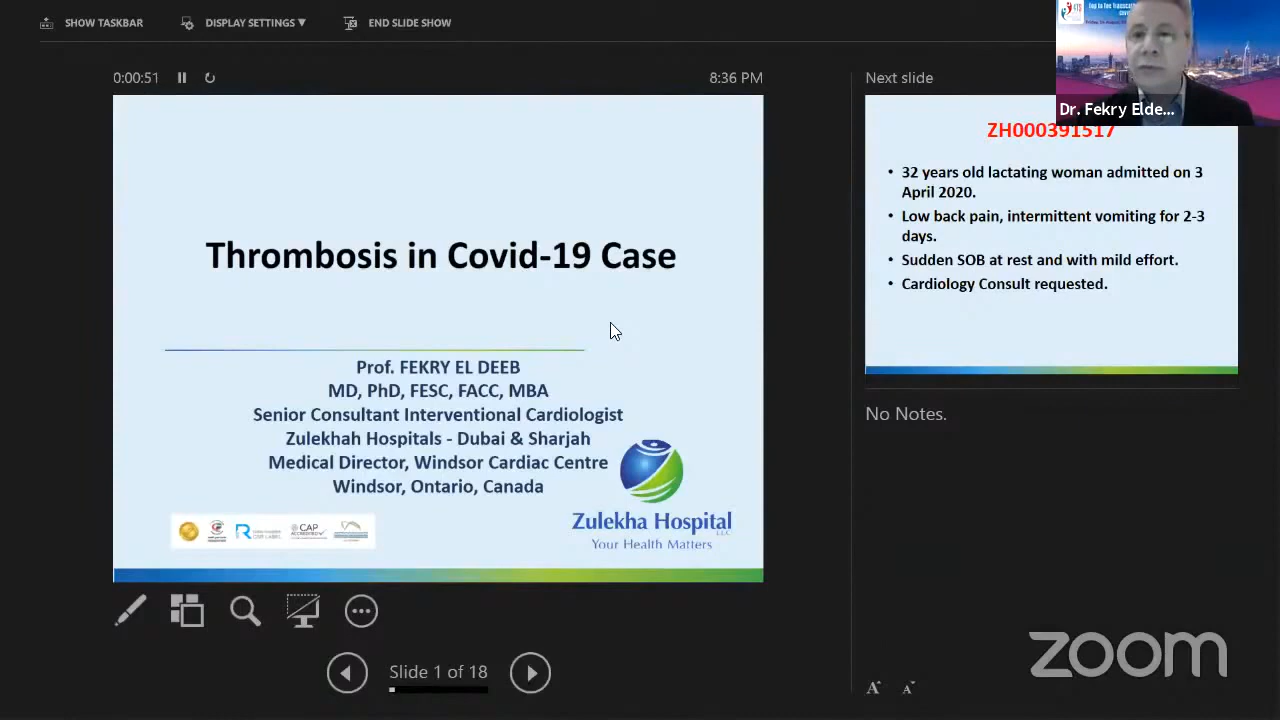 SHOW TASKBAR
DISPLAY SETTINGS ▼
END SLIDE SHOW
0:00:51
8:36 PM
Thrombosis in Covid-19 Case
Prof. FEKRY EL DEEB
MD, PhD, FESC, FACC, MBA
Senior Consultant Interventional Cardiologist
Zulekhah Hospitals - Dubai & Sharjah
Medical Director, Windsor Cardiac Centre
Windsor, Ontario, Canada
CAP
ACCREDITED
Zulekha Hospital
LLC
Your Health Matters
Slide 1 of 18
Next slide
Dr. Fekry Elde...
ZH000391517
• 32 years old lactating woman admitted on 3
April 2020.
• Low back pain, intermittent vomiting for 2-3
days.
• Sudden SOB at rest and with mild effort.
• Cardiology Consult requested.
No Notes.
A A
zoom